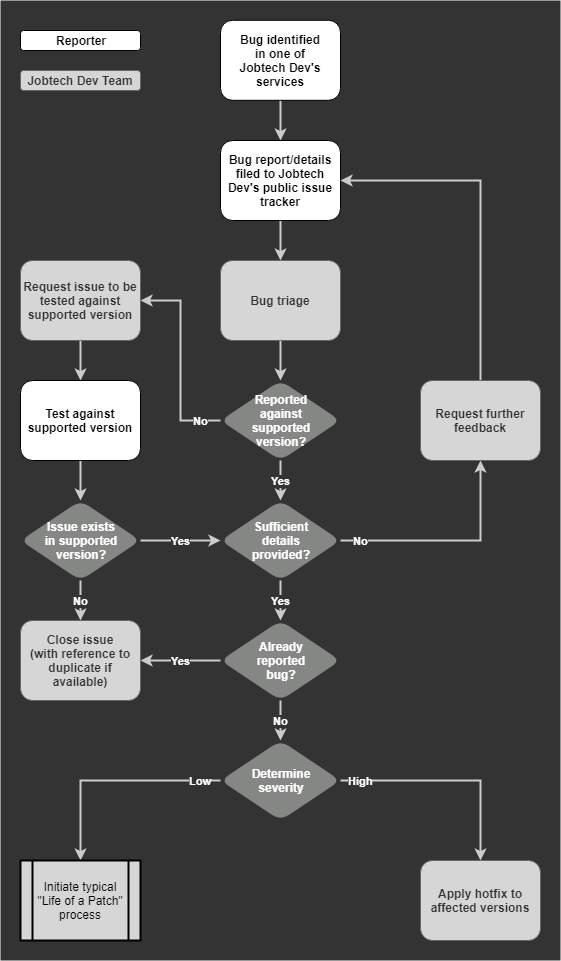 Reporter
Jobtech Dev Team
Bug identified
in one of
Jobtech Dev's
services
Bug report/details
filed to Jobtech
Dev's public issue
tracker
Request issue to be
tested against
supported version
Bug triage
Test against
supported version
No
Reported
against
supported
version?
Request further
feedback
Yes
Issue exists
in supported
version?
Yes
Sufficient
details
provided?
No
No
Yes
Close issue
(with reference to
duplicate if
available)
Yes
Already
reported
bug?
No
Low
Determine
severity
High
Initiate typical
"Life of a Patch"
process
Apply hotfix to
affected versions